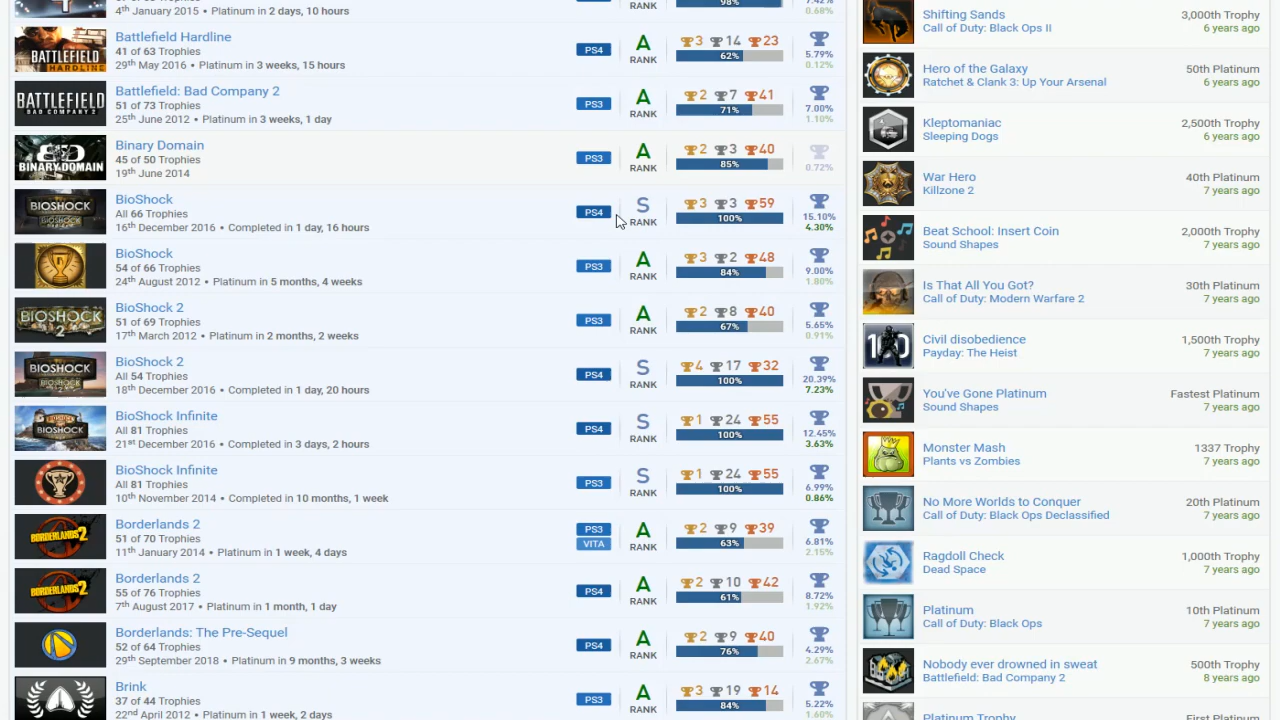 4th January 2015 • Platinum in 2 days, 10 hours
98%
0.68%
Battlefield Hardline
41 of 63 Trophies
29th May 2016 • Platinum in 3 weeks, 15 hours
PS4
A
RANK
3 14 23
62%
5.79%
0.12%
Battlefield: Bad Company 2
51 of 73 Trophies
25th June 2012 • Platinum in 3 weeks, 1 day
PS3
A
RANK
2 7 41
71%
7.00%
1.10%
Binary Domain
45 of 50 Trophies
29th June 2014
PS3
A
RANK
2 3 40
85%
0.72%
BioShock
All 66 Trophies
16th December 2016 • Completed in 1 day, 16 hours
PS4
S
RANK
3 3 59
100%
15.10%
4.30%
BioShock
54 of 66 Trophies
24th August 2012 • Platinum in 5 months, 4 weeks
PS3
A
RANK
3 2 48
84%
9.00%
1.80%
BioShock 2
51 of 69 Trophies
17th March 2012 • Platinum in 2 months, 2 weeks
PS3
A
RANK
2 8 40
67%
5.65%
0.91%
BioShock 2
All 54 Trophies
18th December 2016 • Completed in 1 day, 20 hours
PS4
S
RANK
4 17 32
100%
20.39%
7.23%
BioShock Infinite
All 81 Trophies
21st December 2016 • Completed in 3 days, 2 hours
PS4
S
RANK
1 24 55
100%
12.45%
3.63%
BioShock Infinite
All 81 Trophies
10th November 2014 • Completed in 10 months, 1 week
PS3
S
RANK
1 24 55
100%
6.99%
0.86%
Borderlands 2
51 of 70 Trophies
11th January 2014 • Platinum in 1 week, 4 days
PS3
VITA
A
RANK
2 9 39
63%
6.81%
2.15%
Borderlands 2
55 of 76 Trophies
7th August 2017 • Platinum in 1 month, 1 day
PS4
A
RANK
2 10 42
61%
8.72%
1.92%
Borderlands: The Pre-Sequel
52 of 64 Trophies
29th September 2018 • Platinum in 9 months, 3 weeks
PS4
A
RANK
2 9 40
76%
4.29%
2.67%
Brink
37 of 44 Trophies
22nd April 2012 • Platinum in 1 week, 2 days
PS3
A
RANK
3 19 14
84%
5.22%
1.60%
Shifting Sands
Call of Duty: Black Ops II
3,000th Trophy
6 years ago
Hero of the Galaxy
Ratchet & Clank 3: Up Your Arsenal
50th Platinum
6 years ago
Kleptomaniac
Sleeping Dogs
2,500th Trophy
6 years ago
War Hero
Killzone 2
40th Platinum
7 years ago
Beat School: Insert Coin
Sound Shapes
2,000th Trophy
7 years ago
Is That All You Got?
Call of Duty: Modern Warfare 2
30th Platinum
7 years ago
Civil disobedience
Payday: The Heist
1,500th Trophy
7 years ago
You've Gone Platinum
Sound Shapes
Fastest Platinum
7 years ago
Monster Mash
Plants vs Zombies
1337 Trophy
7 years ago
No More Worlds to Conquer
Call of Duty: Black Ops Declassified
20th Platinum
7 years ago
Ragdoll Check
Dead Space
1,000th Trophy
7 years ago
Platinum
Call of Duty: Black Ops
10th Platinum
7 years ago
Nobody ever drowned in sweat
Battlefield: Bad Company 2
500th Trophy
8 years ago
Platinum Trophy
First Platinum